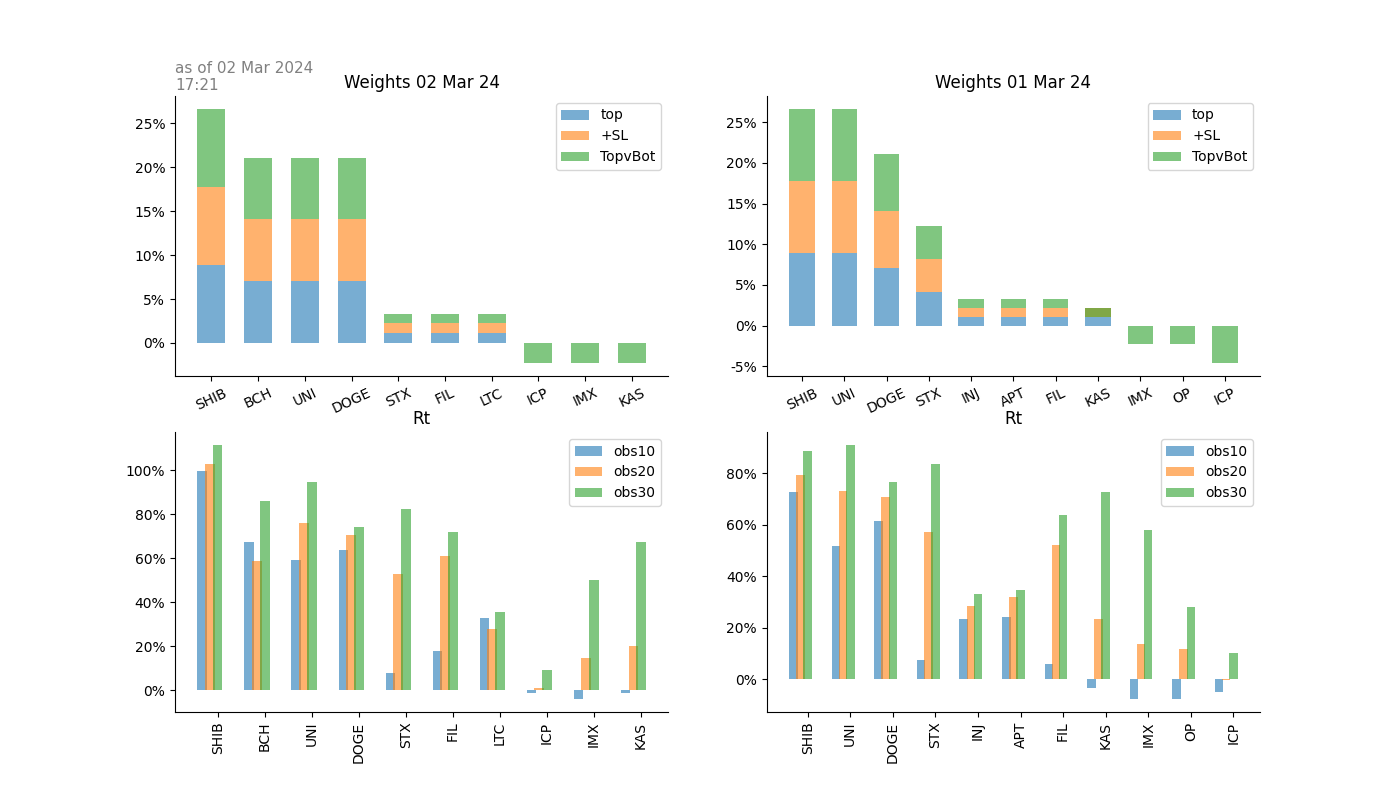 as of 02 Mar 2024
17:21
Weights 02 Mar 24
25%
20%
15%
10%
5%
0%
top
+SL
TopvBot
SHIB BCH UNI DOGE STX FIL LTC ICP IMX KAS
Weights 01 Mar 24
25%
20%
15%
10%
5%
0%
-5%
top
+SL
TopvBot
SHIB UNI DOGE STX INJ APT FIL KAS IMX OP ICP
Rt
100%
80%
60%
40%
20%
0%
obs10
obs20
obs30
SHIB BCH UNI DOGE STX FIL LTC ICP IMX KAS
Rt
80%
60%
40%
20%
0%
obs10
obs20
obs30
SHIB UNI DOGE STX INJ APT FIL KAS IMX OP ICP